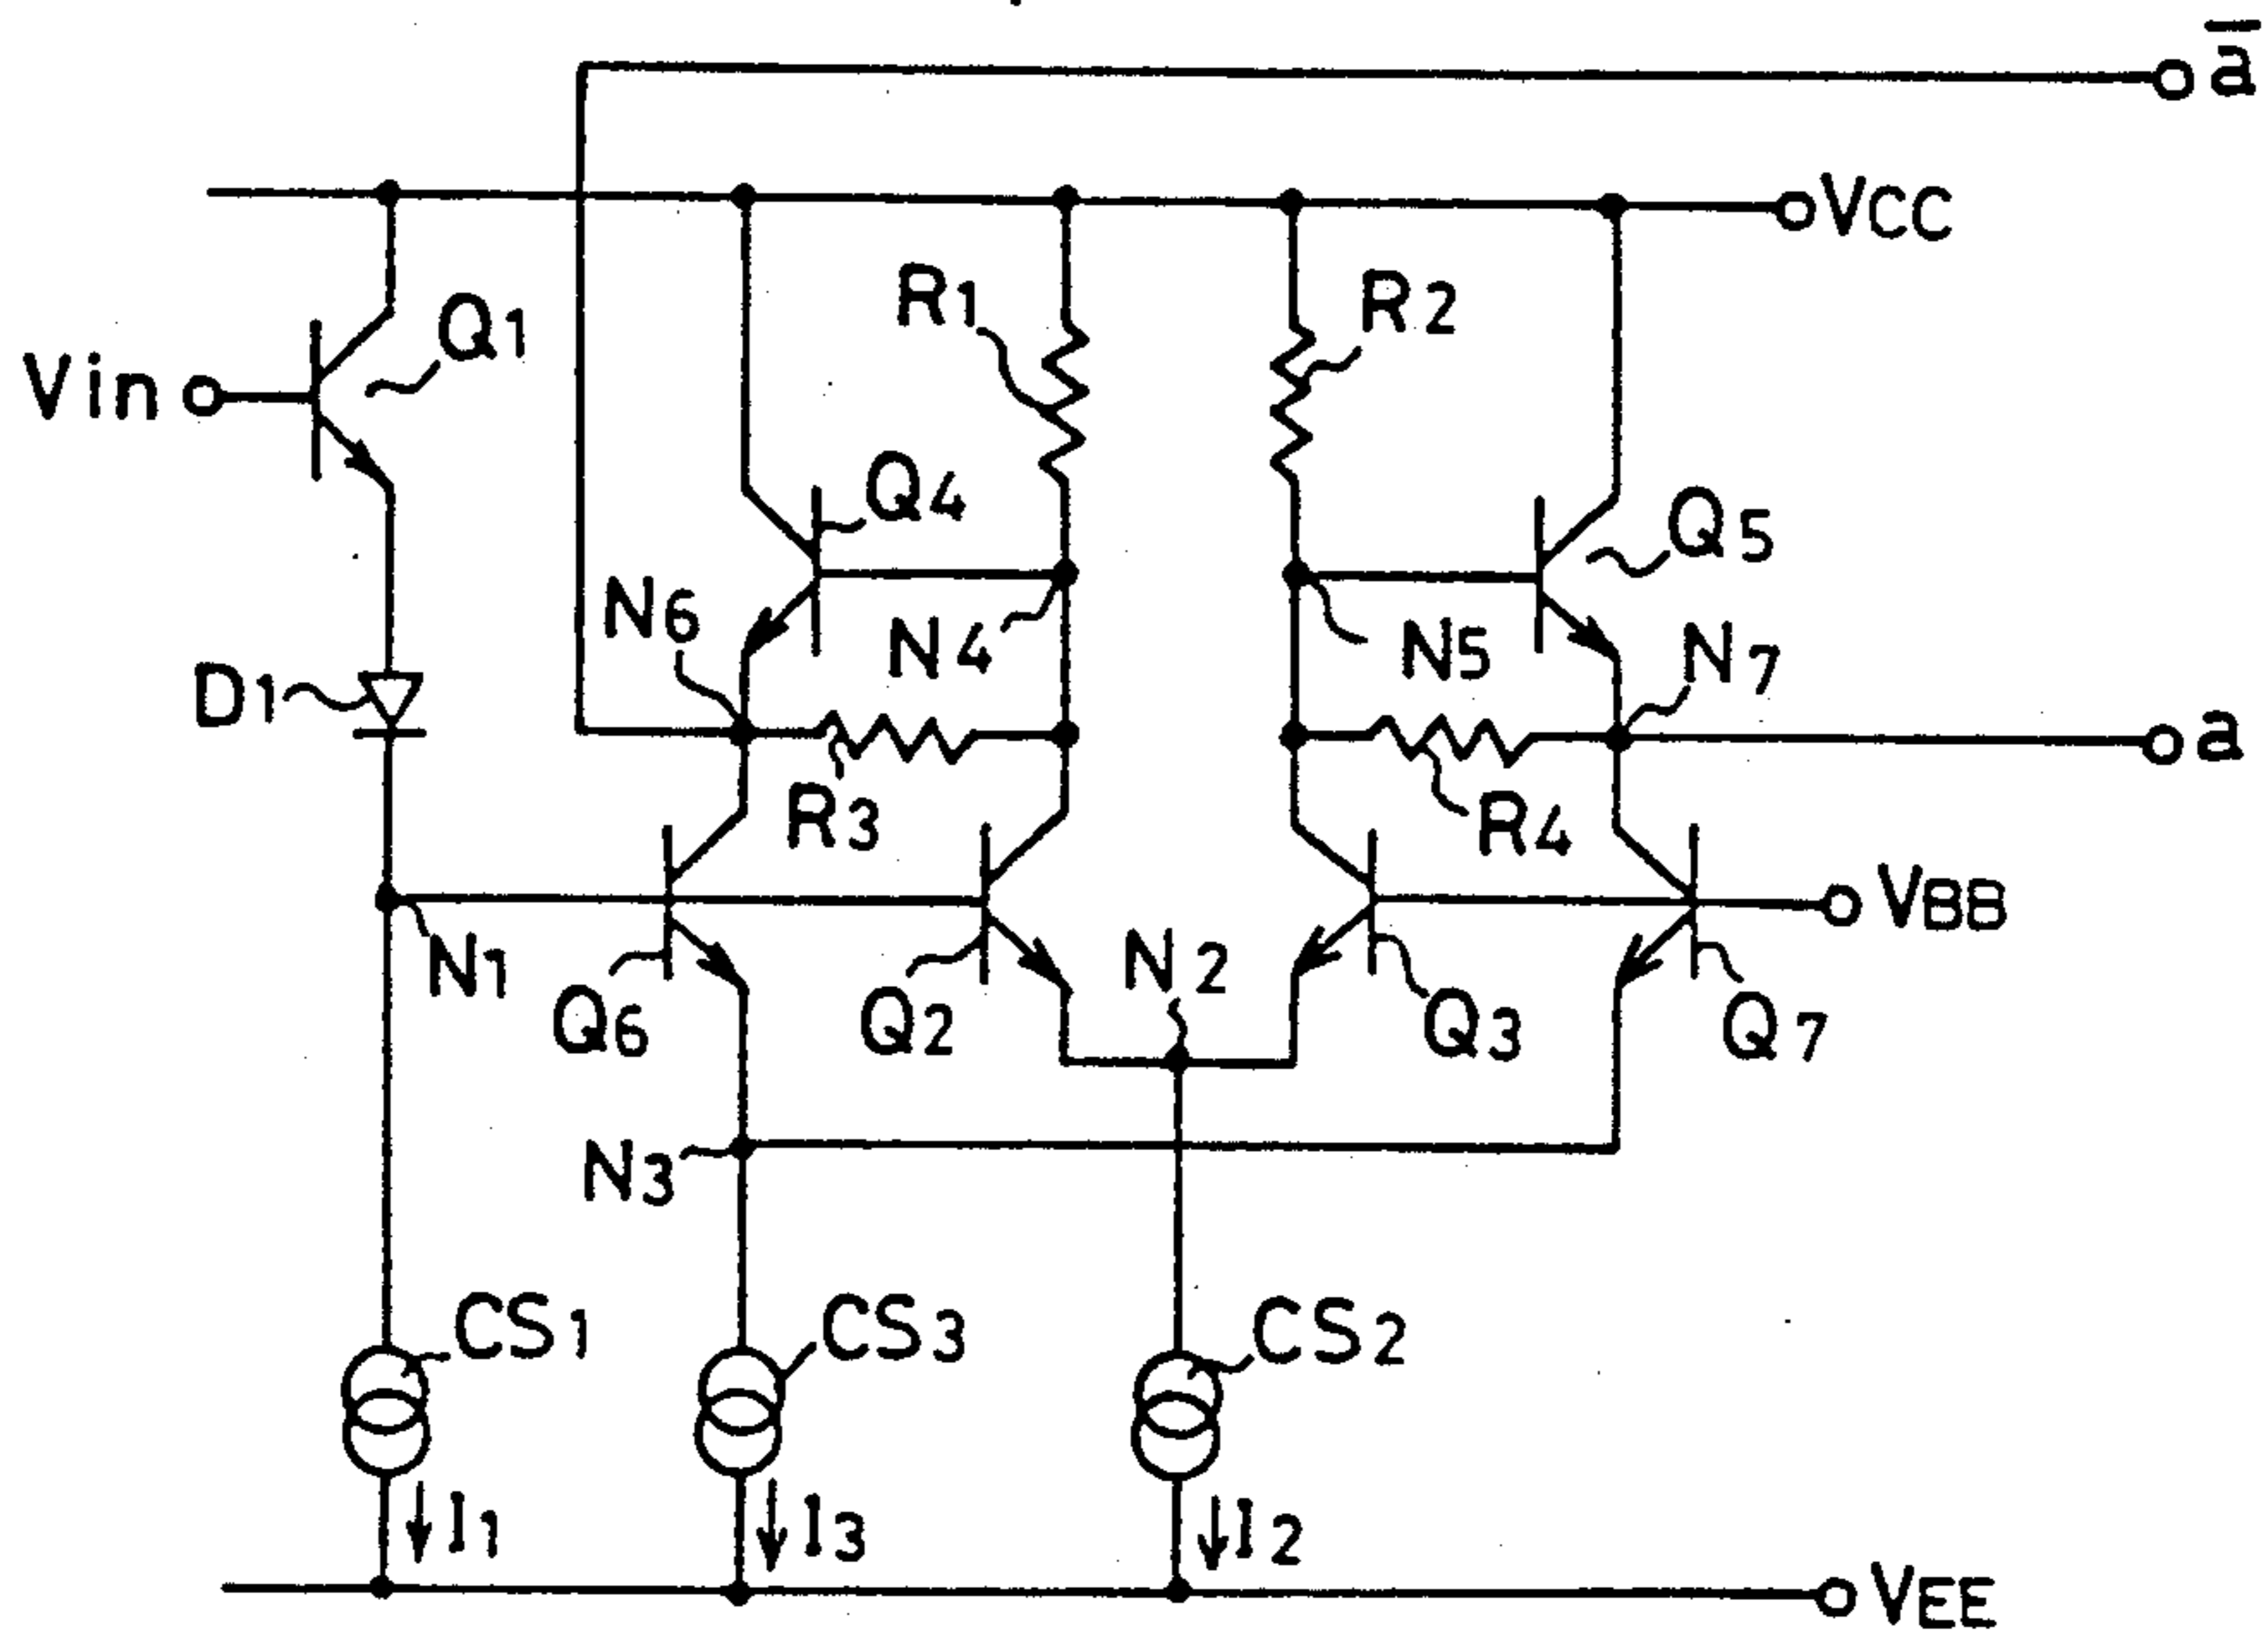 a̅
VCC
R1
R2
Q1
Vin
Q4
Q5
N6
N4
N5
N7
D1
a
R3
R4
VBB
N1
N2
Q6
Q2
Q3
Q7
N3
CS1
CS3
CS2
I1
I3
I2
VEE